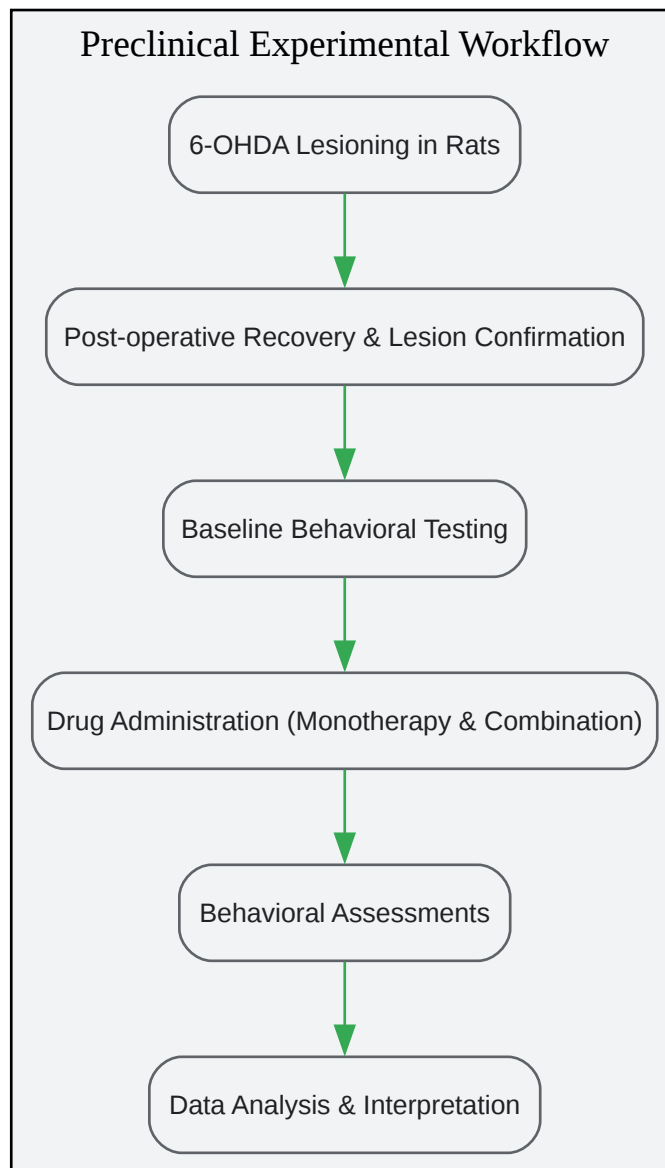 Preclinical Experimental Workflow
6-OHDA Lesioning in Rats
Post-operative Recovery & Lesion Confirmation
Baseline Behavioral Testing
Drug Administration (Monotherapy & Combination)
Behavioral Assessments
Data Analysis & Interpretation